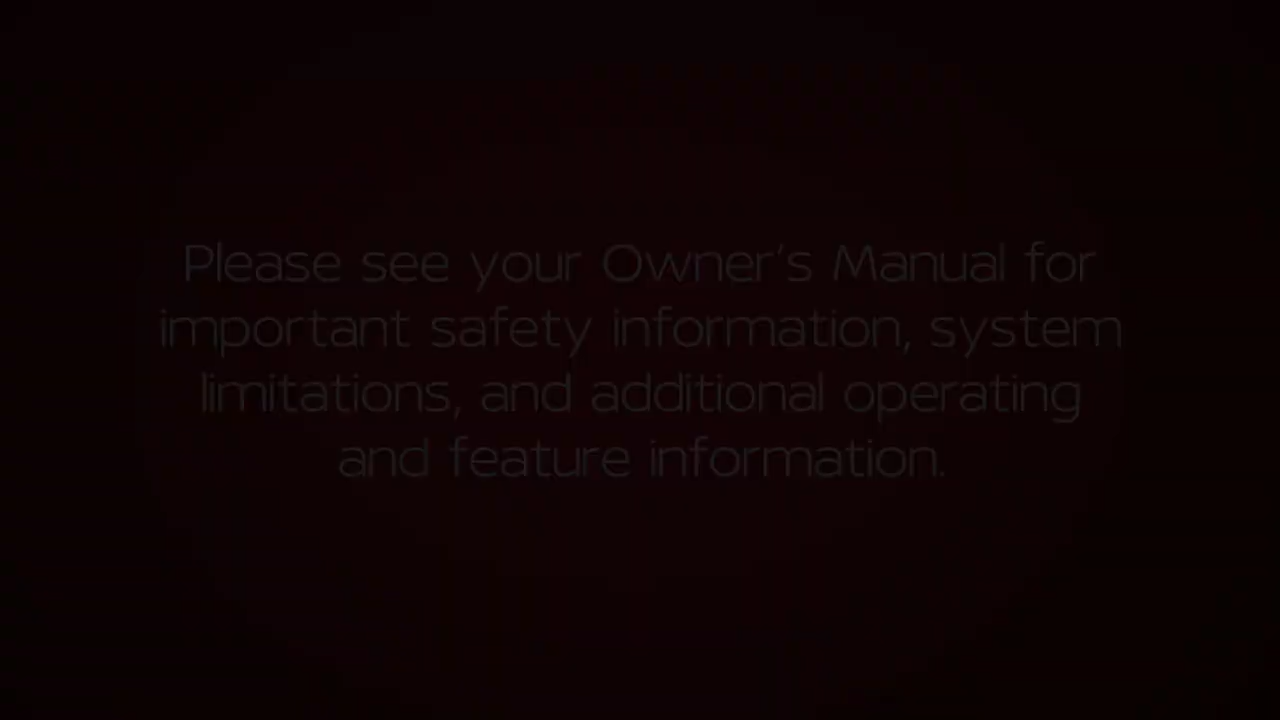 Please see your Owner’s Manual for
important safety information, system
limitations, and additional operating
and feature information.